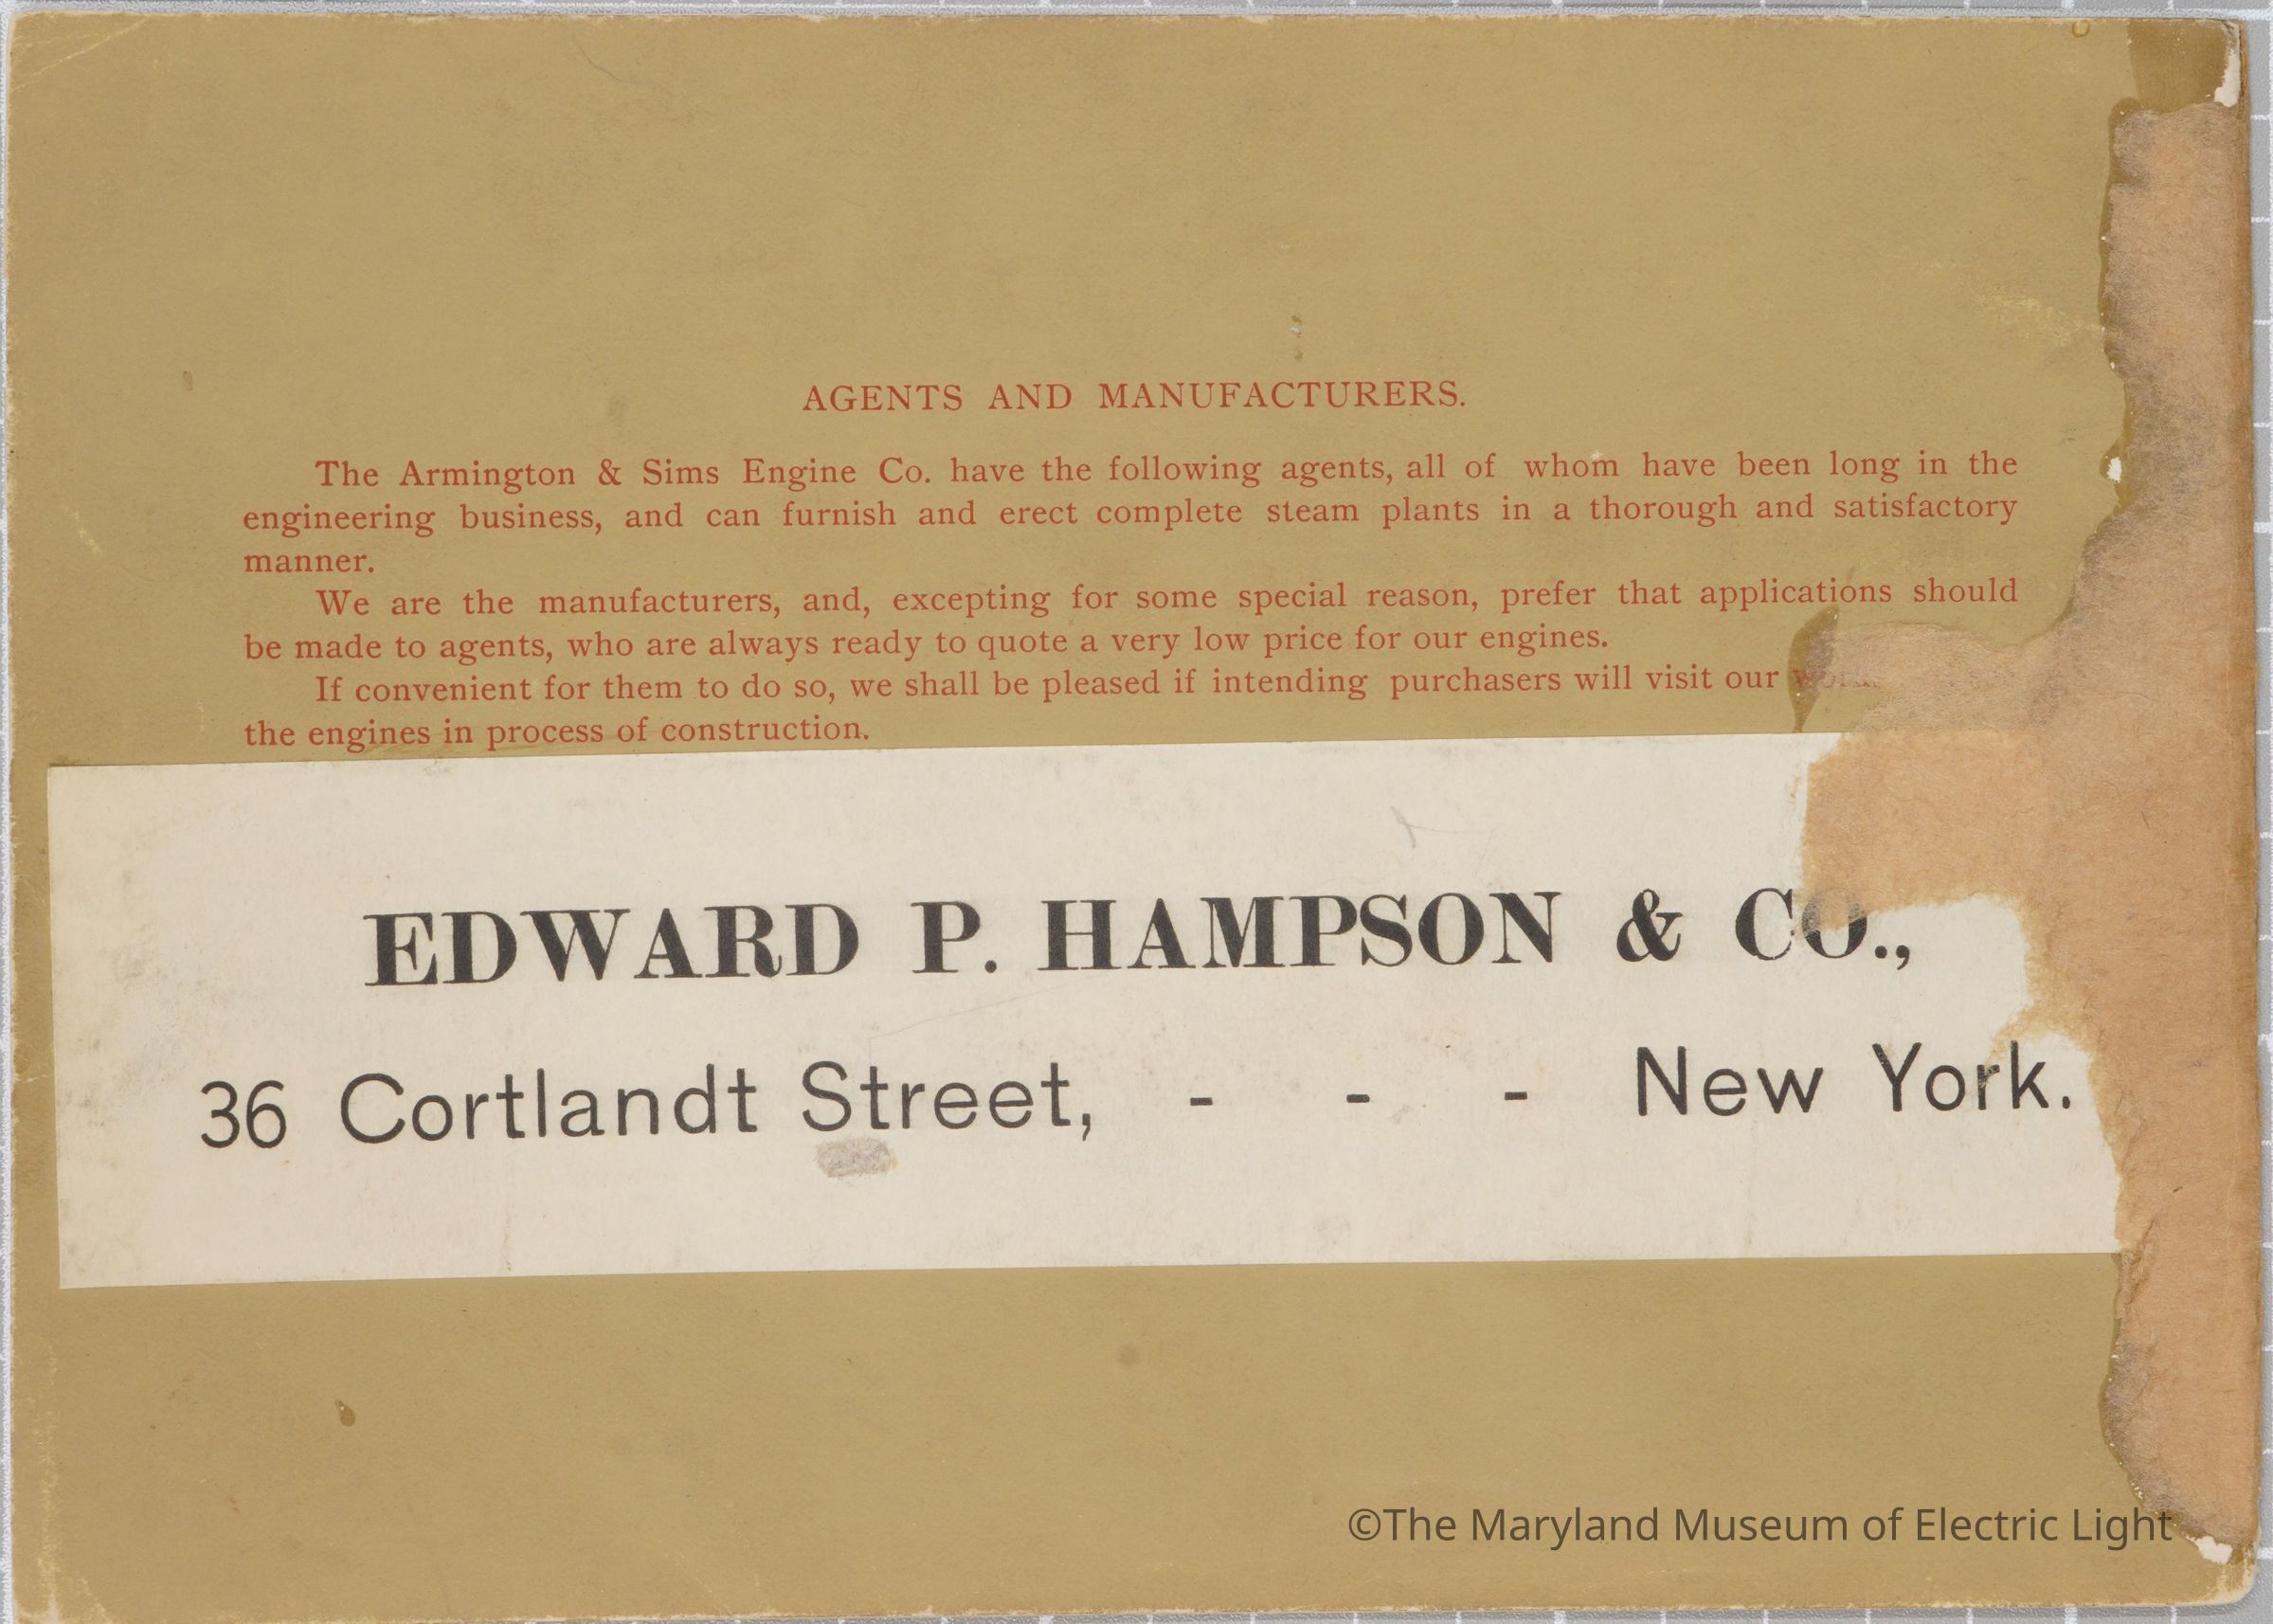 AGENTS AND MANUFACTURERS.
The Armington & Sims Engine Co. have the following agents, all of whom have been long in the
engineering business, and can furnish and erect complete steam plants in a thorough and satisfactory
manner.
We are the manufacturers, and, excepting for some special reason, prefer that applications should
be made to agents, who are always ready to quote a very low price for our engines.
If convenient for them to do so, we shall be pleased if intending purchasers will visit our
the engines in process of construction.
EDWARD P. HAMPSON & CO.,
36 Cortlandt Street, - - - New York.
©The Maryland Museum of Electric Light